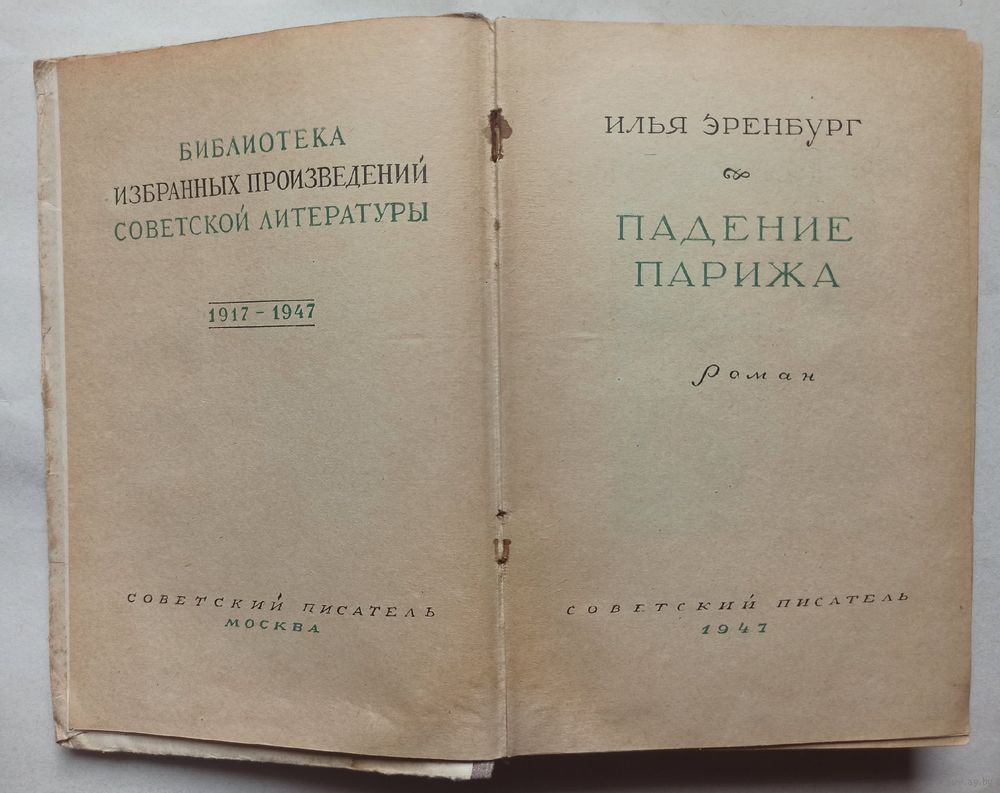 БИБЛИОТЕКА
ИЗБРАННЫХ ПРОИЗВЕДЕНИЙ
СОВЕТСКОЙ ЛИТЕРАТУРЫ
1917 - 1947
СОВЕТСКИЙ ПИСАТЕЛЬ
МОСКВА
ИЛЬЯ ЭРЕНБУРГ
ПАДЕНИЕ
ПАРИЖА
Роман
СОВЕТСКИЙ ПИСАТЕЛЬ
1947